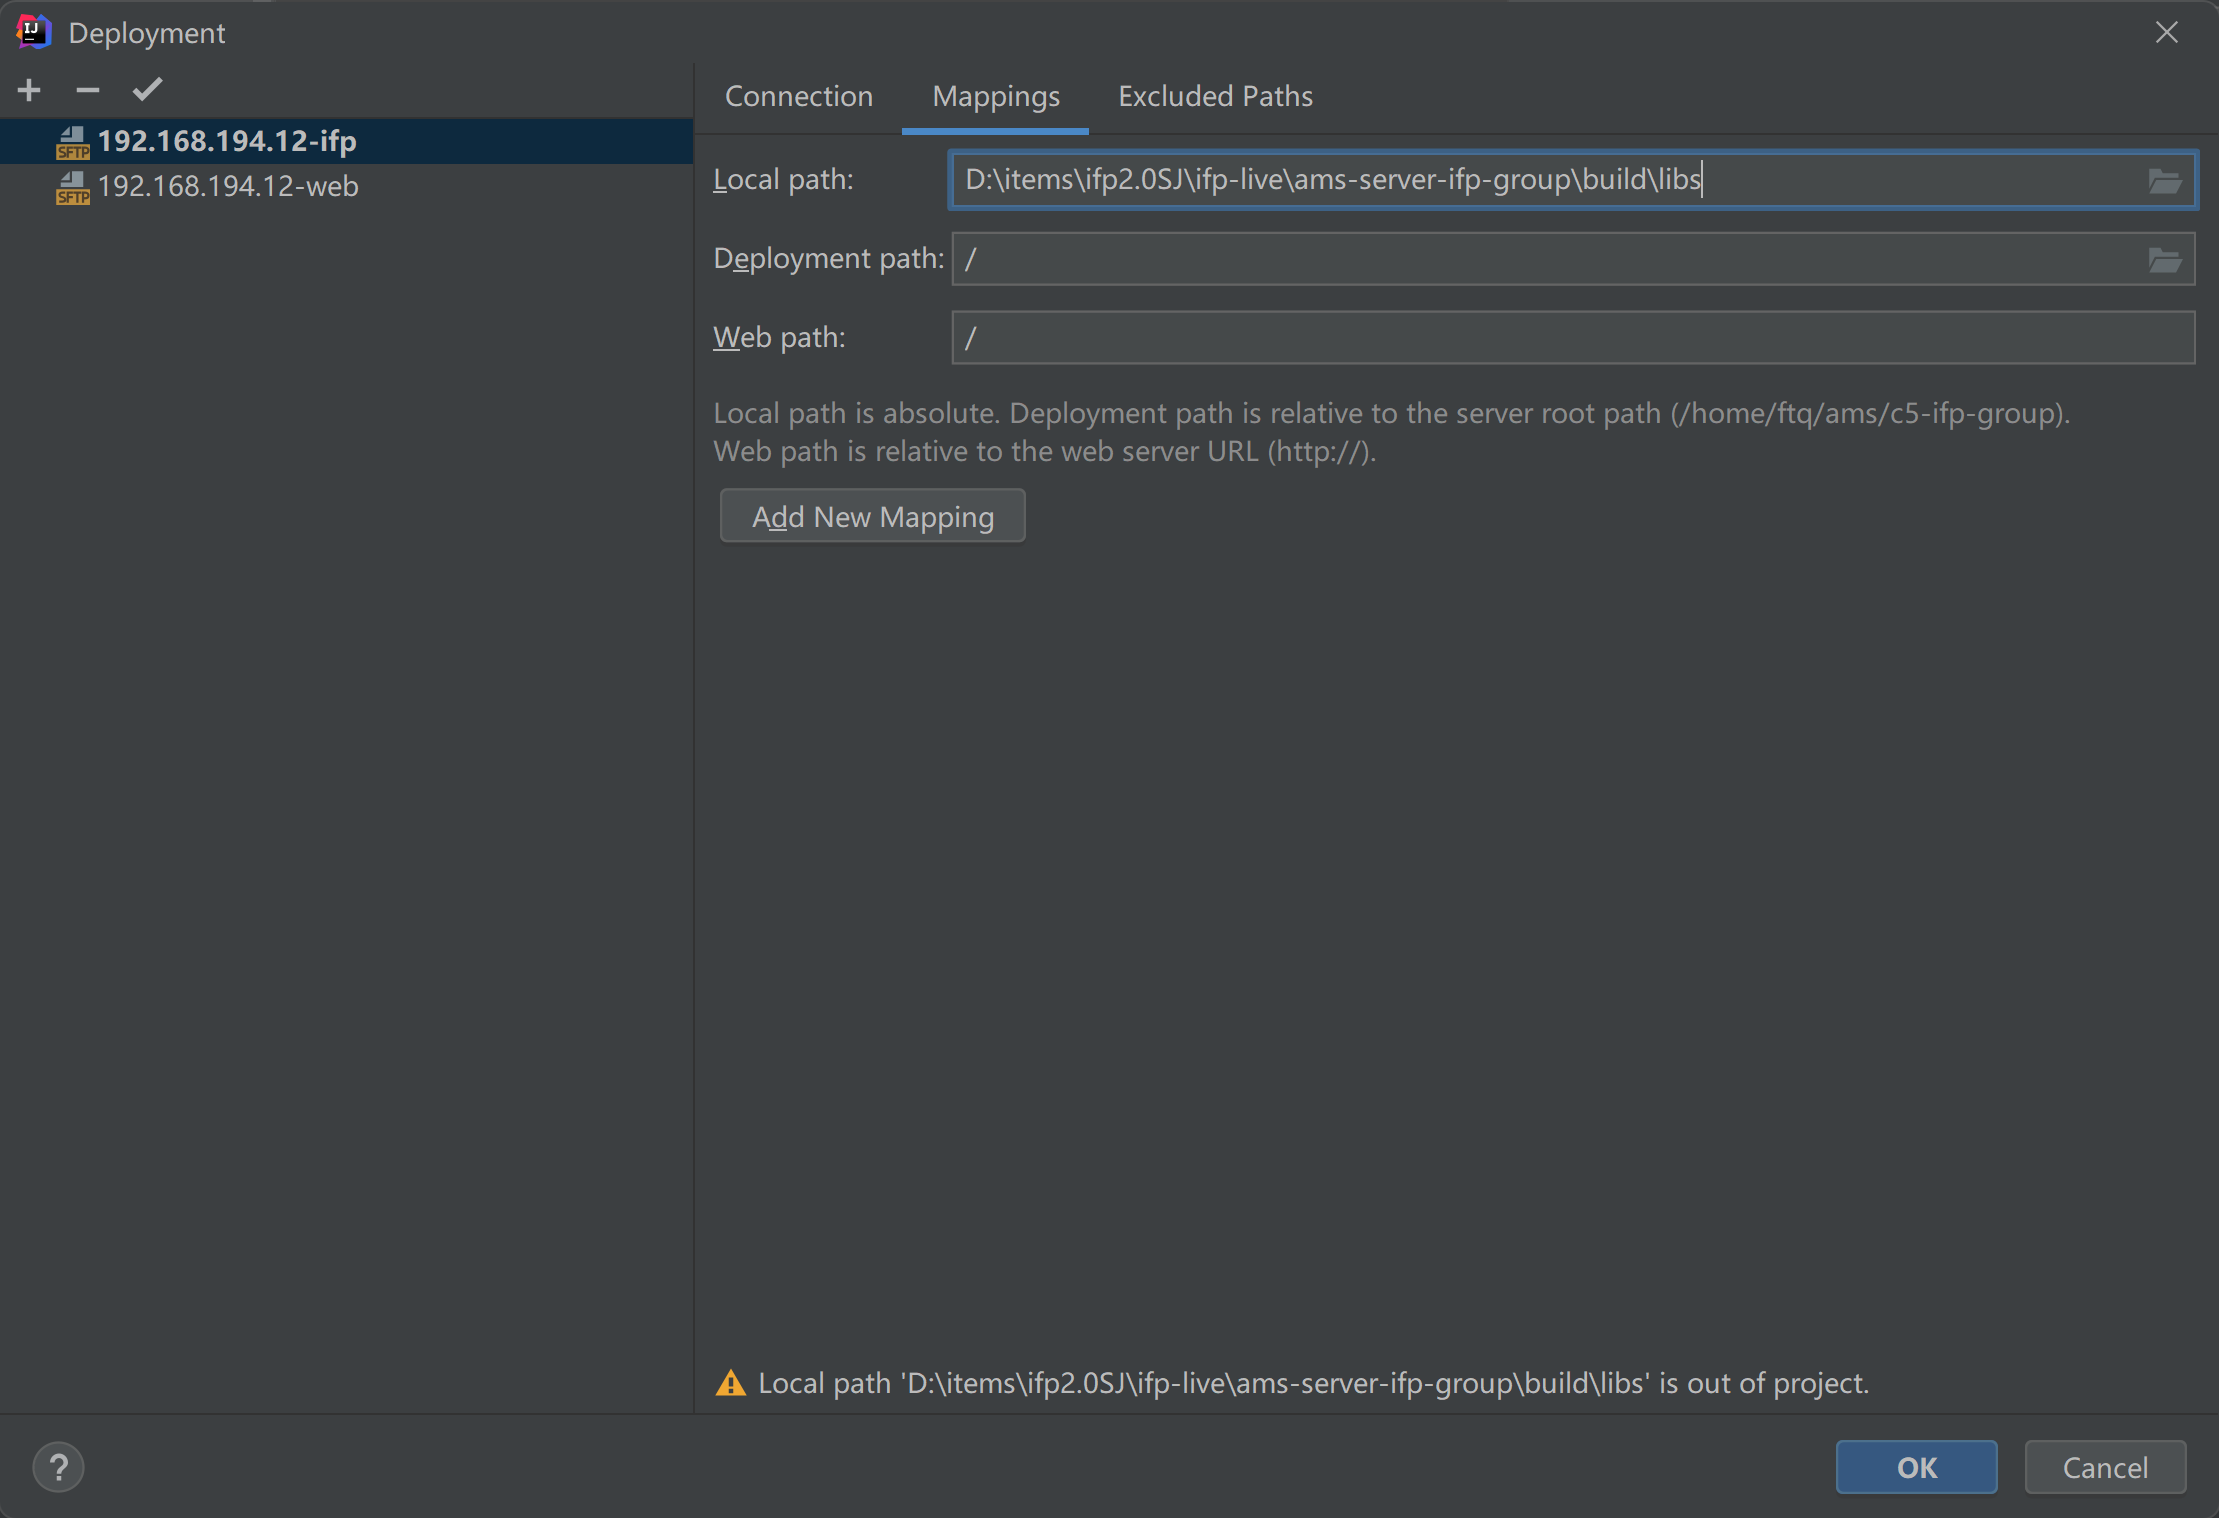 Deployment
192.168.194.12-ifp
192.168.194.12-web
Connection
Mappings
Excluded Paths
Local path:
D:\items\ifp2.0SJ\ifp-live\ams-server-ifp-group\build\libs
Deployment path:
/
Web path:
/
Local path is absolute. Deployment path is relative to the server root path (/home/ftq/ams/c5-ifp-group).
Web path is relative to the web server URL (http://).
Add New Mapping
Local path 'D:\items\ifp2.0SJ\ifp-live\ams-server-ifp-group\build\libs' is out of project.
?
OK
Cancel
IJ
SFTP
SFTP